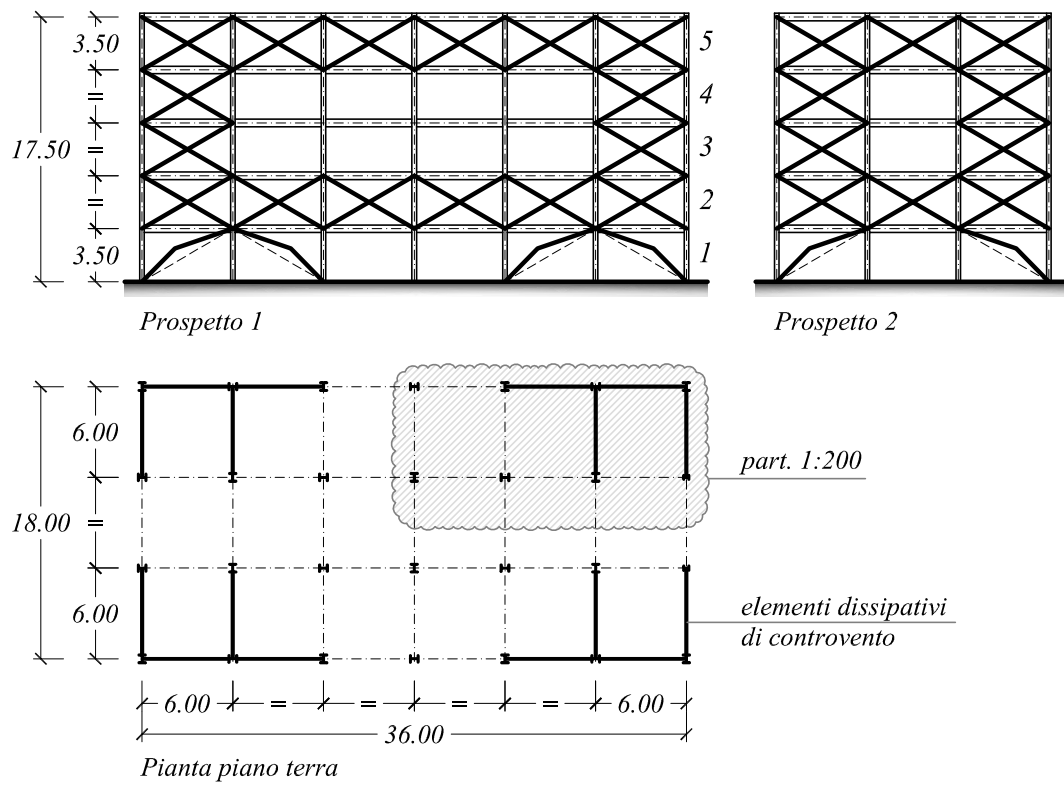 3.50
=
17.50
=
=
3.50
5
4
3
2
1
Prospetto 1
Prospetto 2
6.00
18.00
=
6.00
part. 1:200
elementi dissipativi
di controvento
6.00 = = = = 6.00
36.00
Pianta piano terra